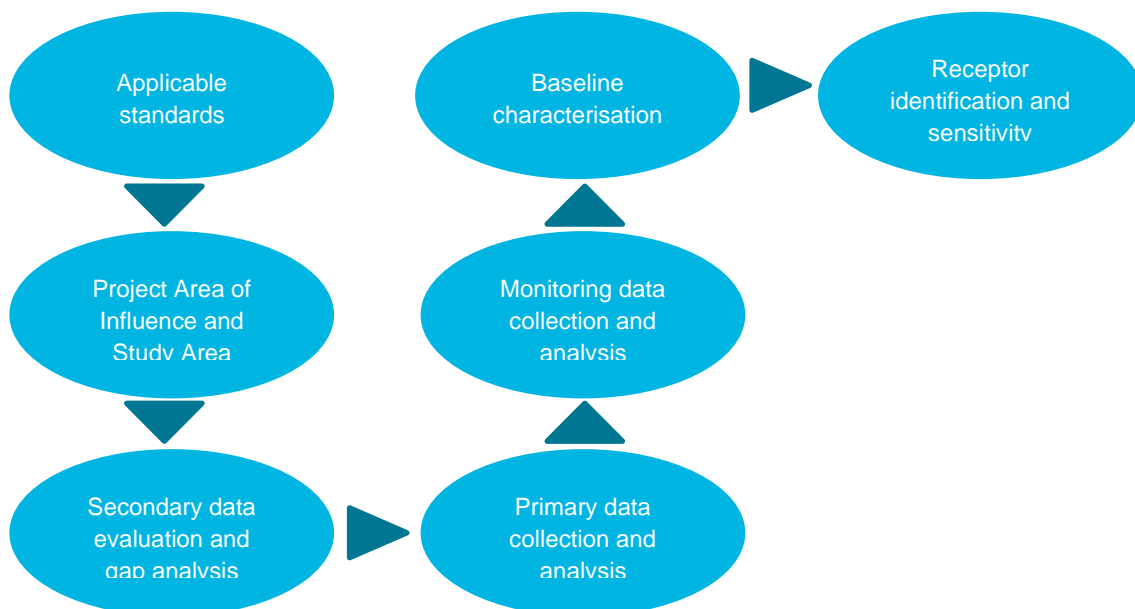 Applicable
standards
Project Area of
Influence and
Study Area
Secondary data
evaluation and
gap analysis
Primary data
collection and
analysis
Monitoring data
collection and
analysis
Baseline
characterisation
Receptor
identification and
sensitivity